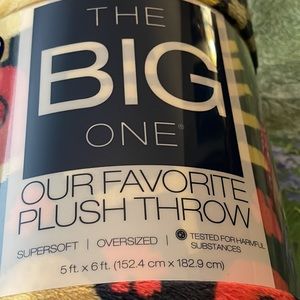 THE
BIG
ONE®
OUR FAVORITE
PLUSH THROW
SUPERSOFT | OVERSIZED | TESTED FOR HARMFUL
SUBSTANCES
5 ft. x 6 ft. (152.4 cm x 182.9 cm)